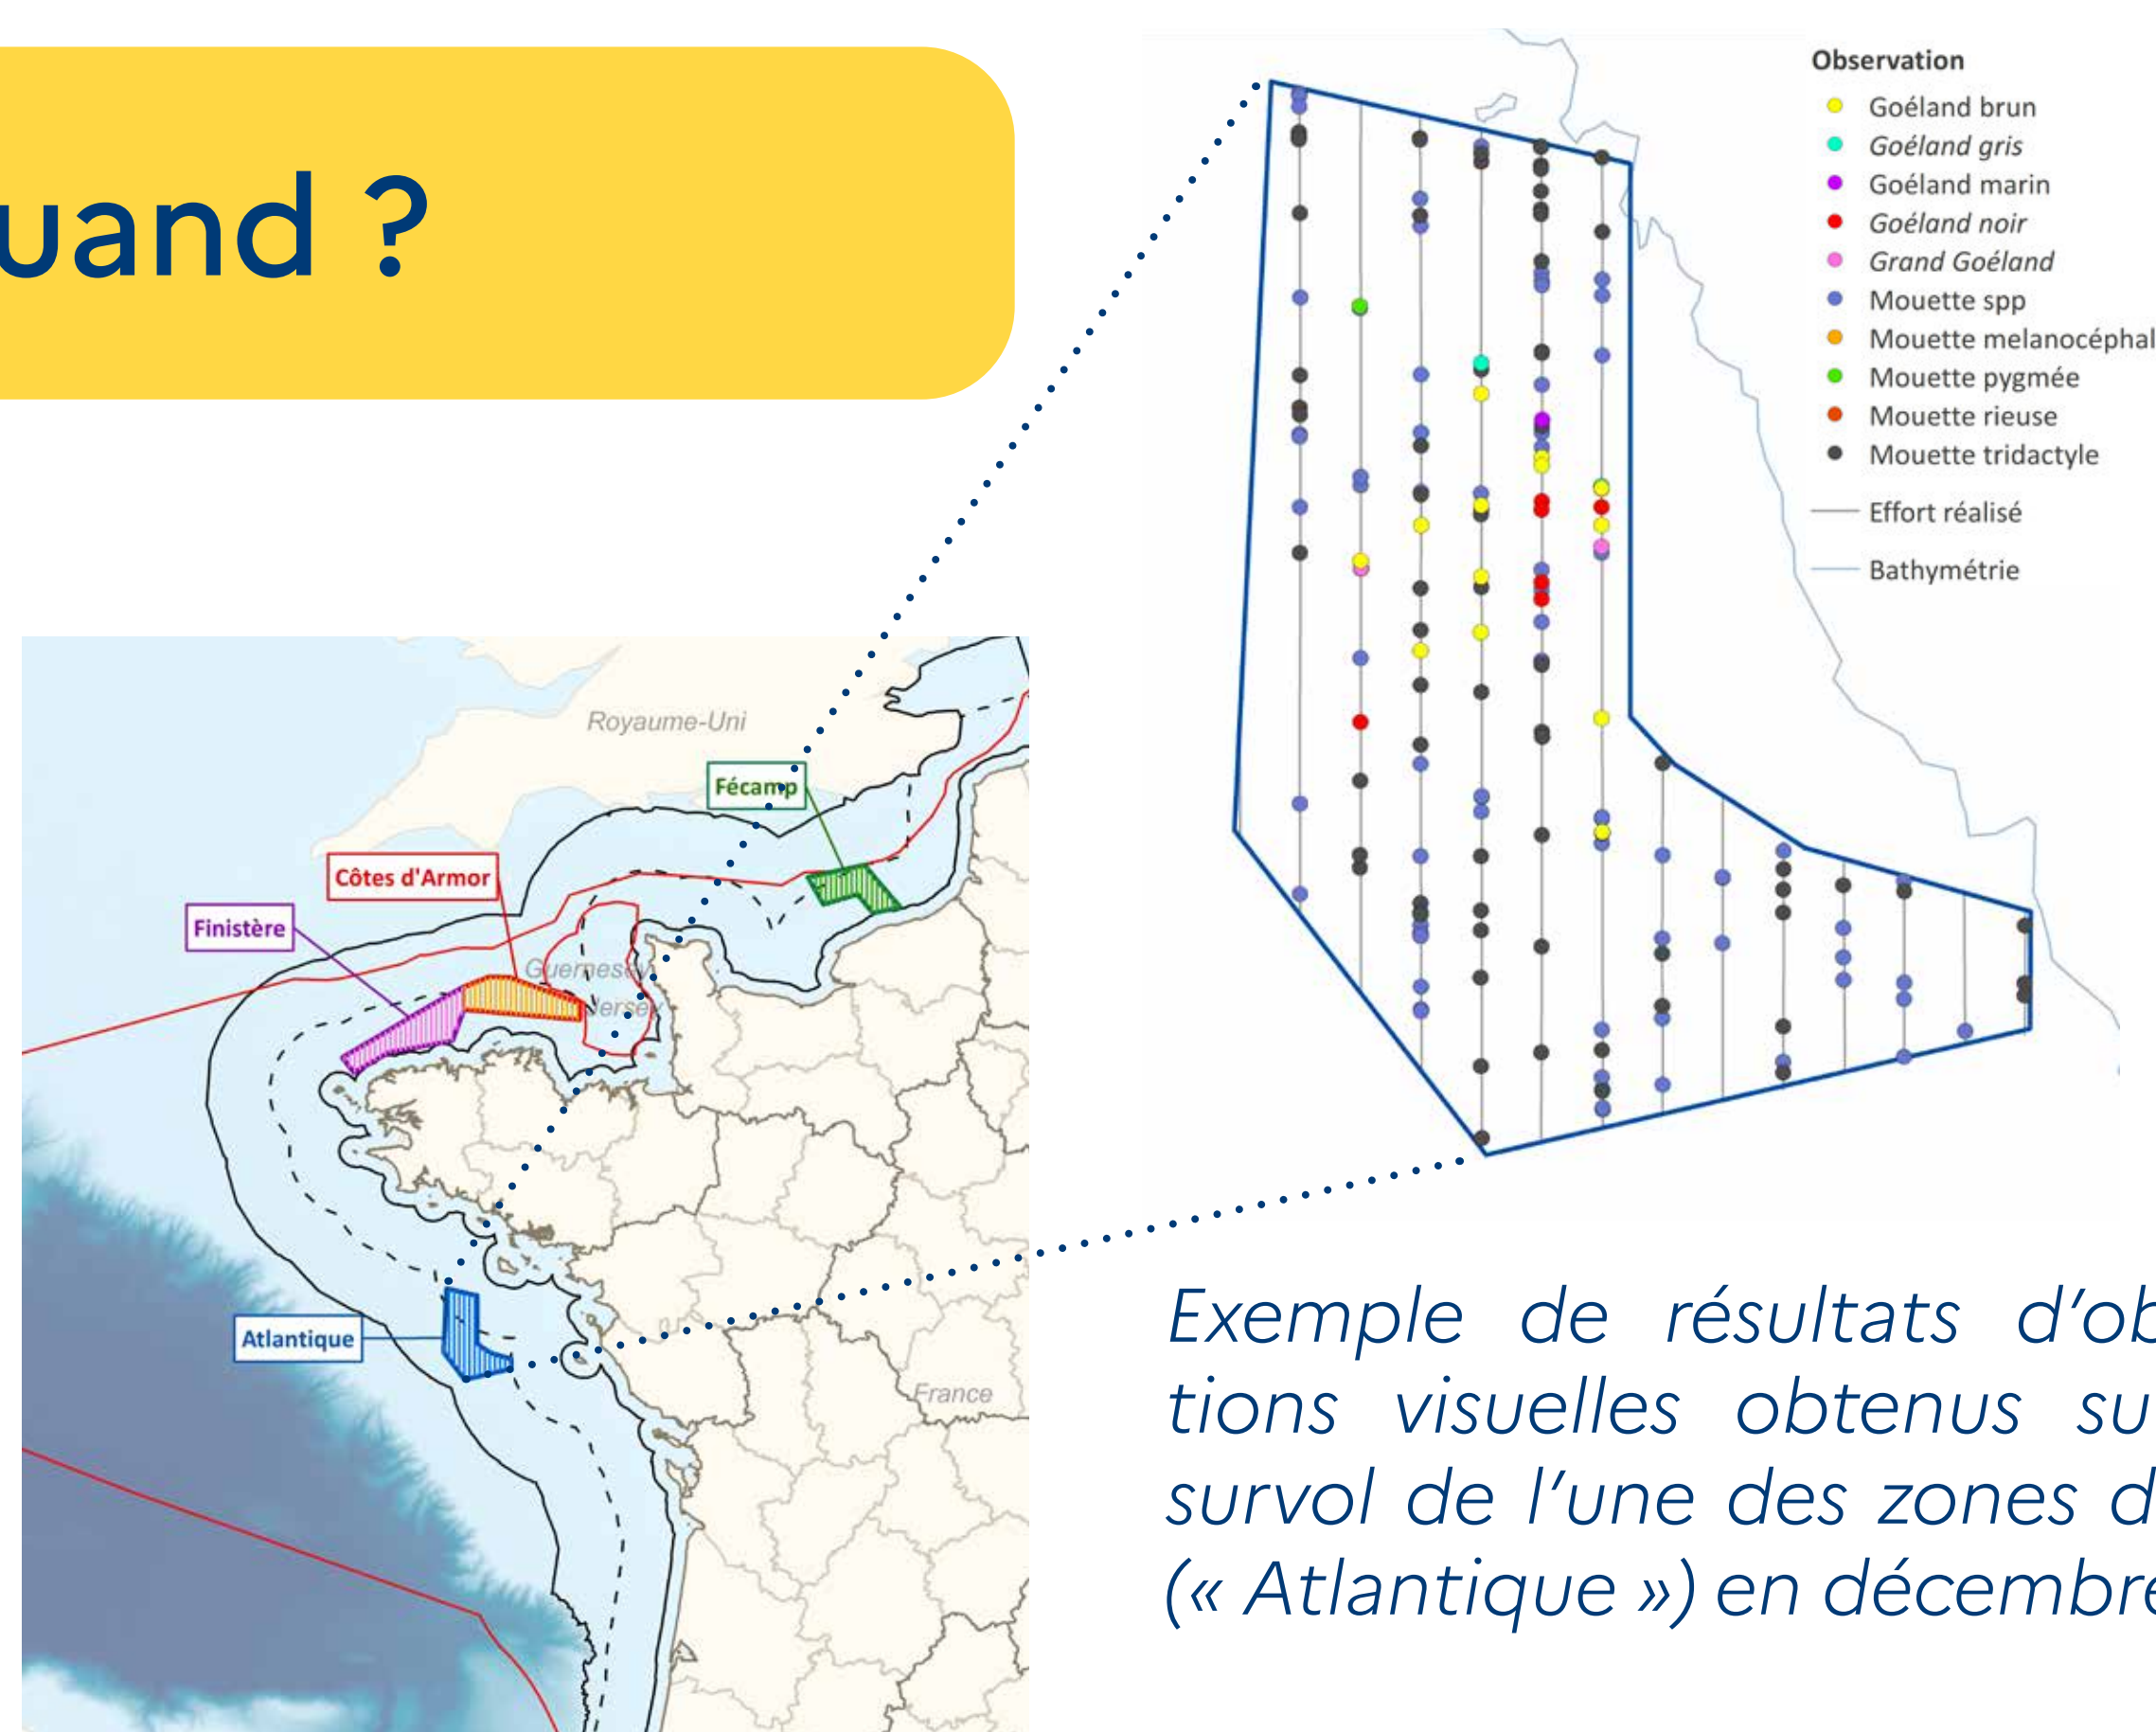 uand ?
Observation
Goéland brun
Goéland gris
Goéland marin
Goéland noir
Grand Goéland
Mouette spp
Mouette melanocéphal
Mouette pygmée
Mouette rieuse
Mouette tridactyle
Effort réalisé
Bathymétrie
Royaume-Uni
Fécamp
Côtes d'Armor
Finistère
Guernesey
Jersey
Atlantique
France
Exemple de résultats d’ob
tions visuelles obtenus su
survol de l’une des zones d
(« Atlantique ») en décembre